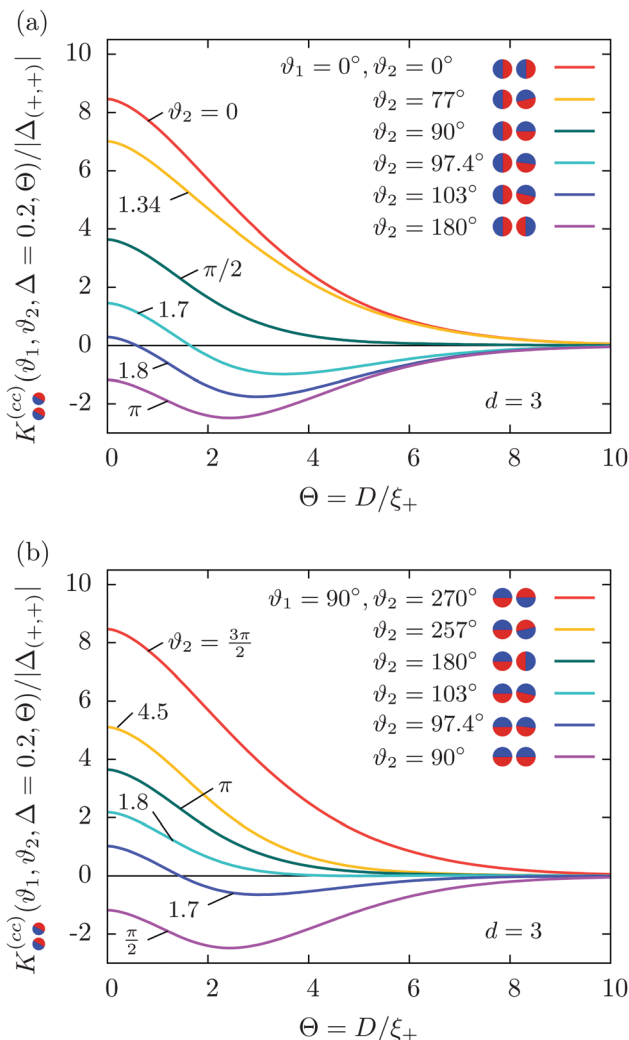 (a)
10
8
6
4
2
0
-2
K^{(cc)}(ϑ₁, ϑ₂, Δ = 0.2, Θ)/|Δ₍₊,₊₎|
ϑ₁ = 0°, ϑ₂ = 0°
ϑ₂ = 77°
ϑ₂ = 90°
ϑ₂ = 97.4°
ϑ₂ = 103°
ϑ₂ = 180°
ϑ₂ = 0
1.34
π/2
1.7
1.8
π
d = 3
0 2 4 6 8 10
Θ = D/ξ₊
(b)
10
8
6
4
2
0
-2
K^{(cc)}(ϑ₁, ϑ₂, Δ = 0.2, Θ)/|Δ₍₊,₊₎|
ϑ₁ = 90°, ϑ₂ = 270°
ϑ₂ = 257°
ϑ₂ = 180°
ϑ₂ = 103°
ϑ₂ = 97.4°
ϑ₂ = 90°
ϑ₂ = 3π/2
4.5
π
1.8
1.7
π/2
d = 3
0 2 4 6 8 10
Θ = D/ξ₊